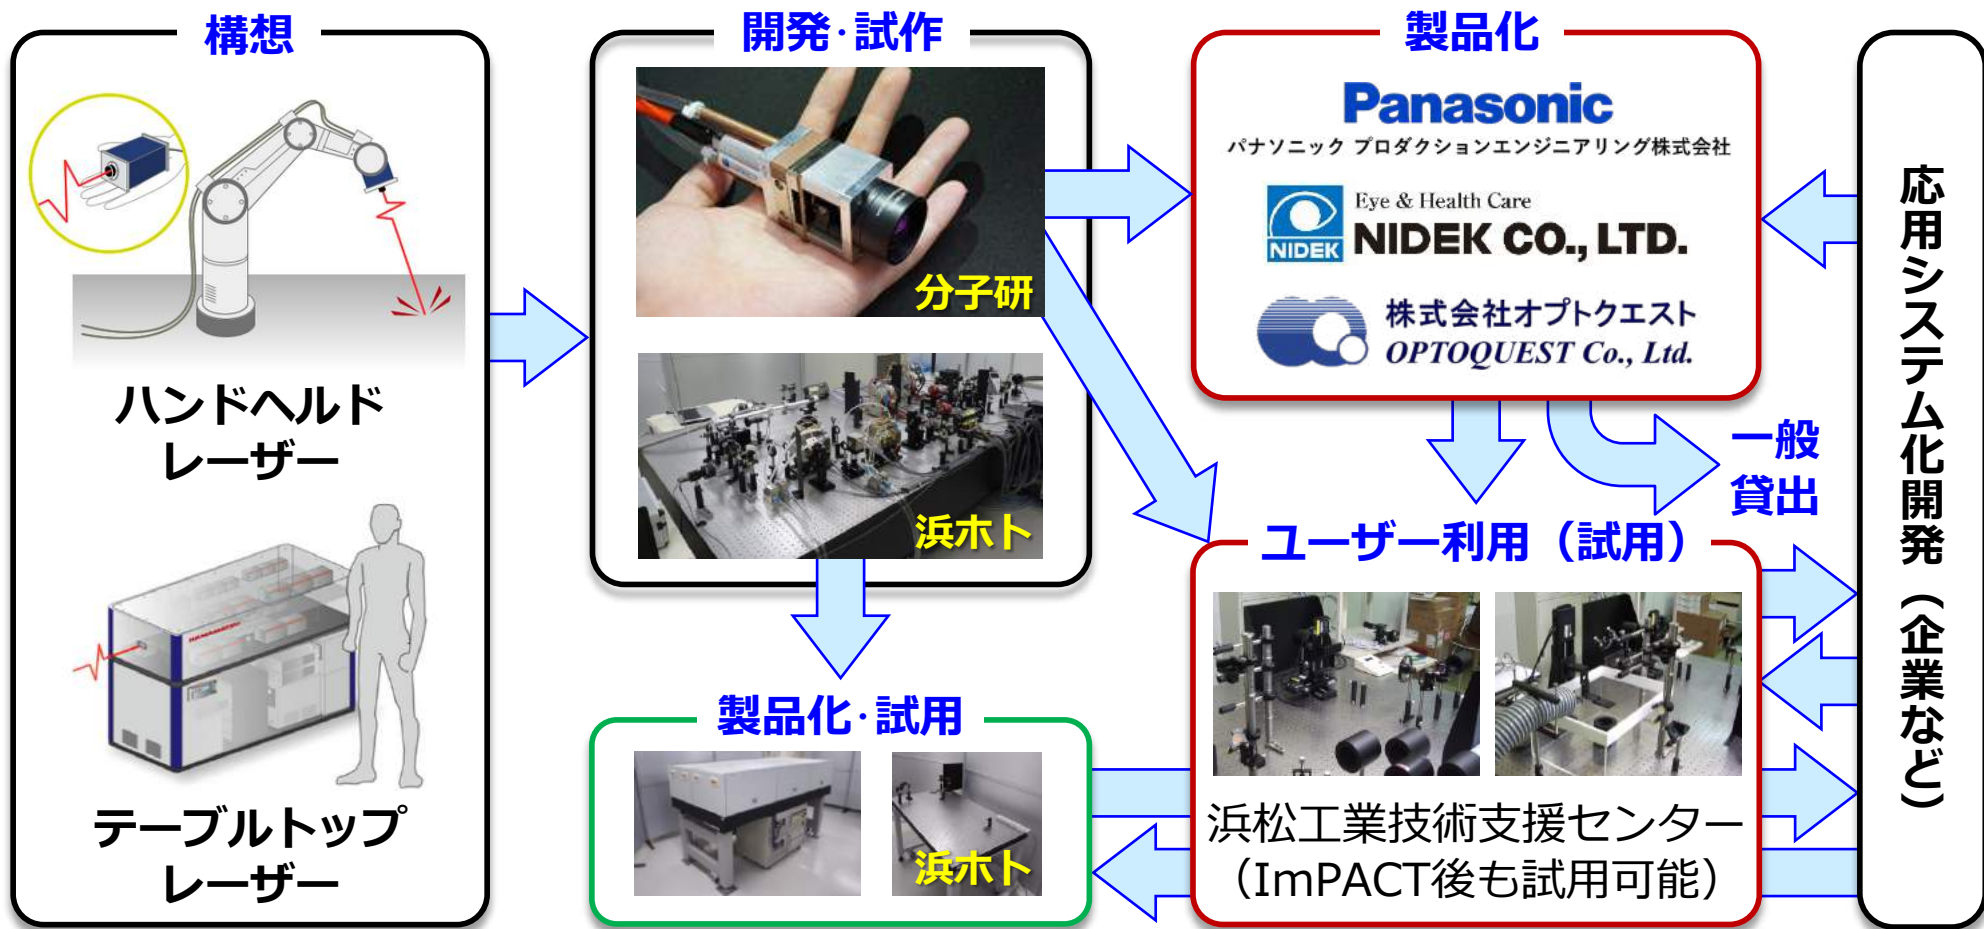 構想
ハンドヘルド
レーザー
テーブルトップ
レーザー
HAMAMATSU
開発·試作
分子研
浜ホト
製品化
Panasonic
パナソニック プロダクションエンジニアリング株式会社
NIDEK
Eye & Health Care
NIDEK CO., LTD.
株式会社オプトクエスト
OPTOQUEST Co., Ltd.
一般
貸出
製品化·試用
浜ホト
ユーザー利用（試用）
浜松工業技術支援センター
（ImPACT後も試用可能）
応用システム化開発（企業など）